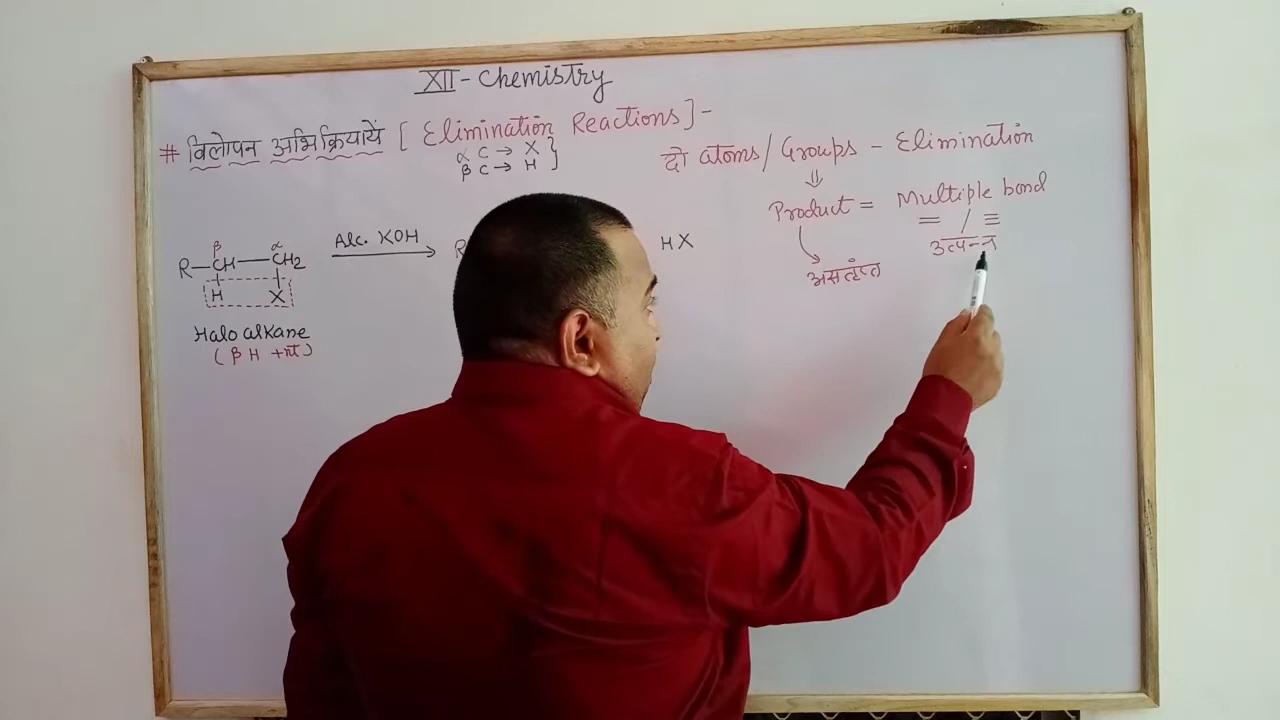 XII - Chemistry
# विलोपन अभिक्रियायें [ Elimination Reactions ] -
α C → X
β C → H }
दो atoms/Groups - Elimination
⇓
Product = Multiple bond
= / ≡
उत्पन्न
असतृंप्त
β α
R—CH—CH2
H X
Alc. KOH
R
HX
Halo alkane
( β H +nt )